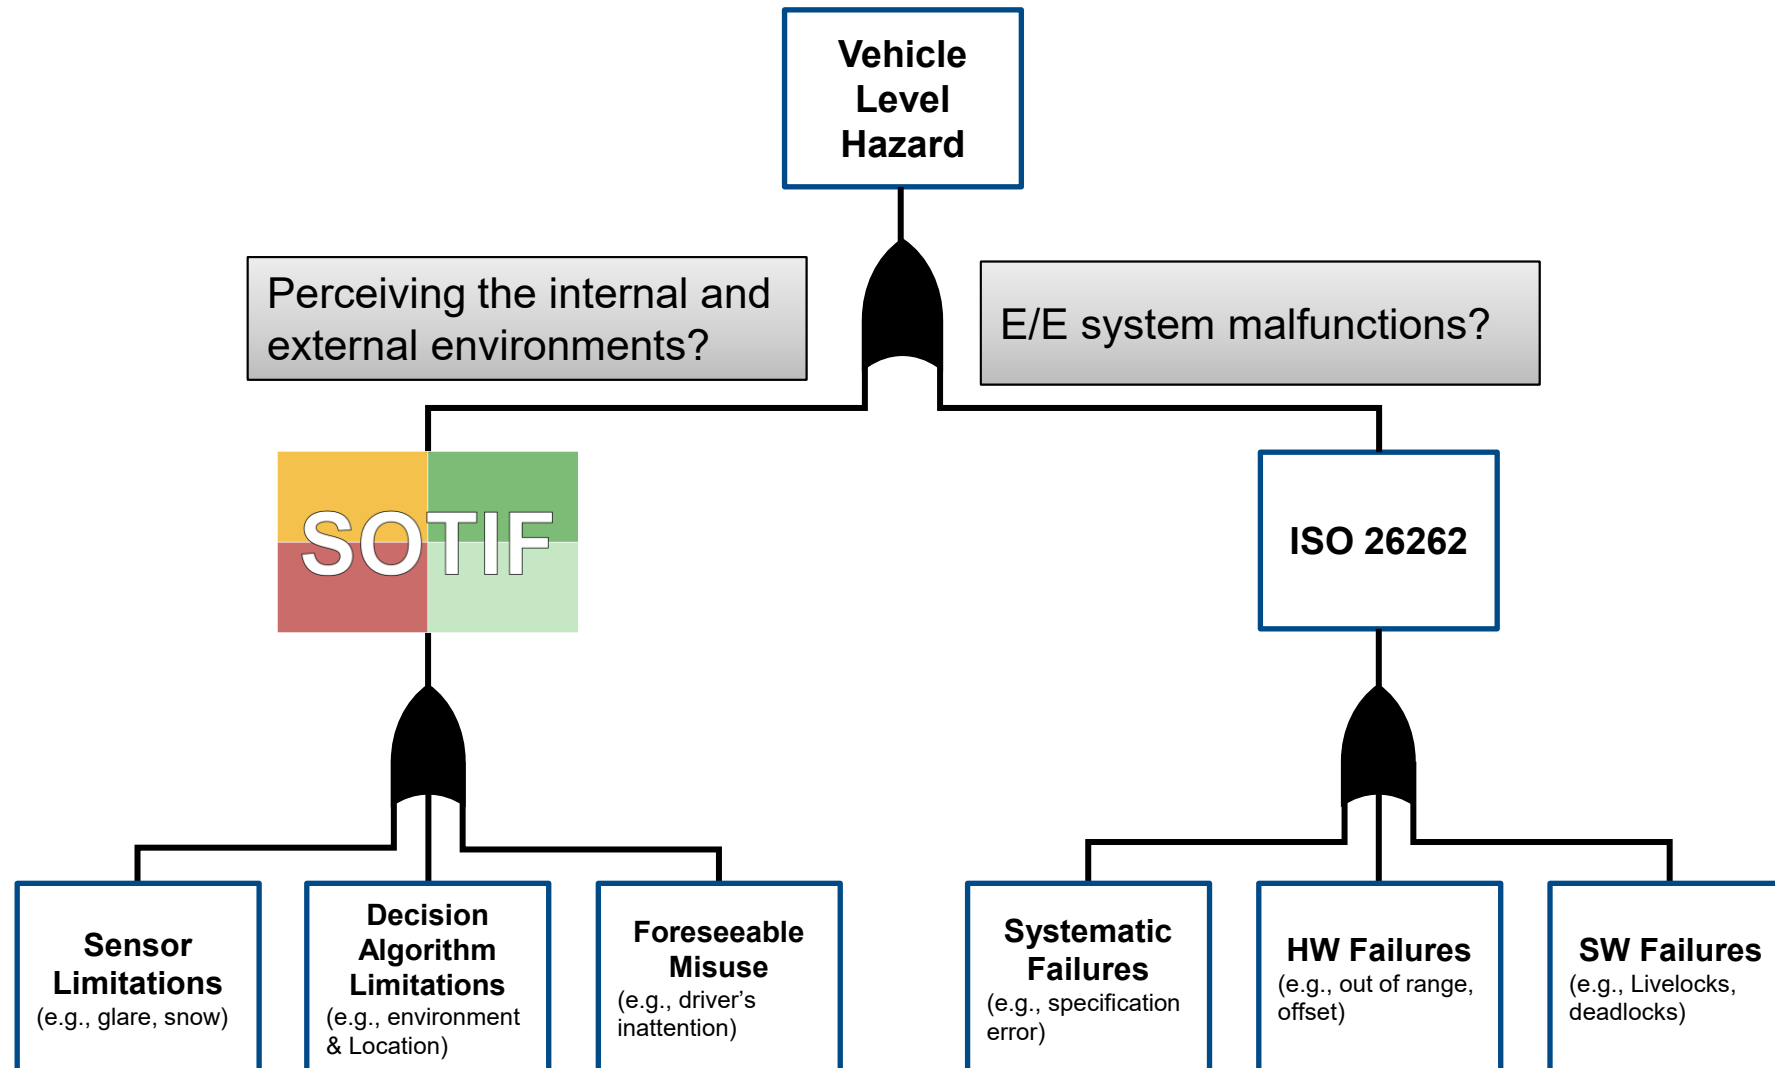 Vehicle
Level
Hazard
Perceiving the internal and
external environments?
E/E system malfunctions?
SOTIF
ISO 26262
Sensor
Limitations
(e.g., glare, snow)
Decision
Algorithm
Limitations
(e.g., environment
& Location)
Foreseeable
Misuse
(e.g., driver’s
inattention)
Systematic
Failures
(e.g., specification
error)
HW Failures
(e.g., out of range,
offset)
SW Failures
(e.g., Livelocks,
deadlocks)